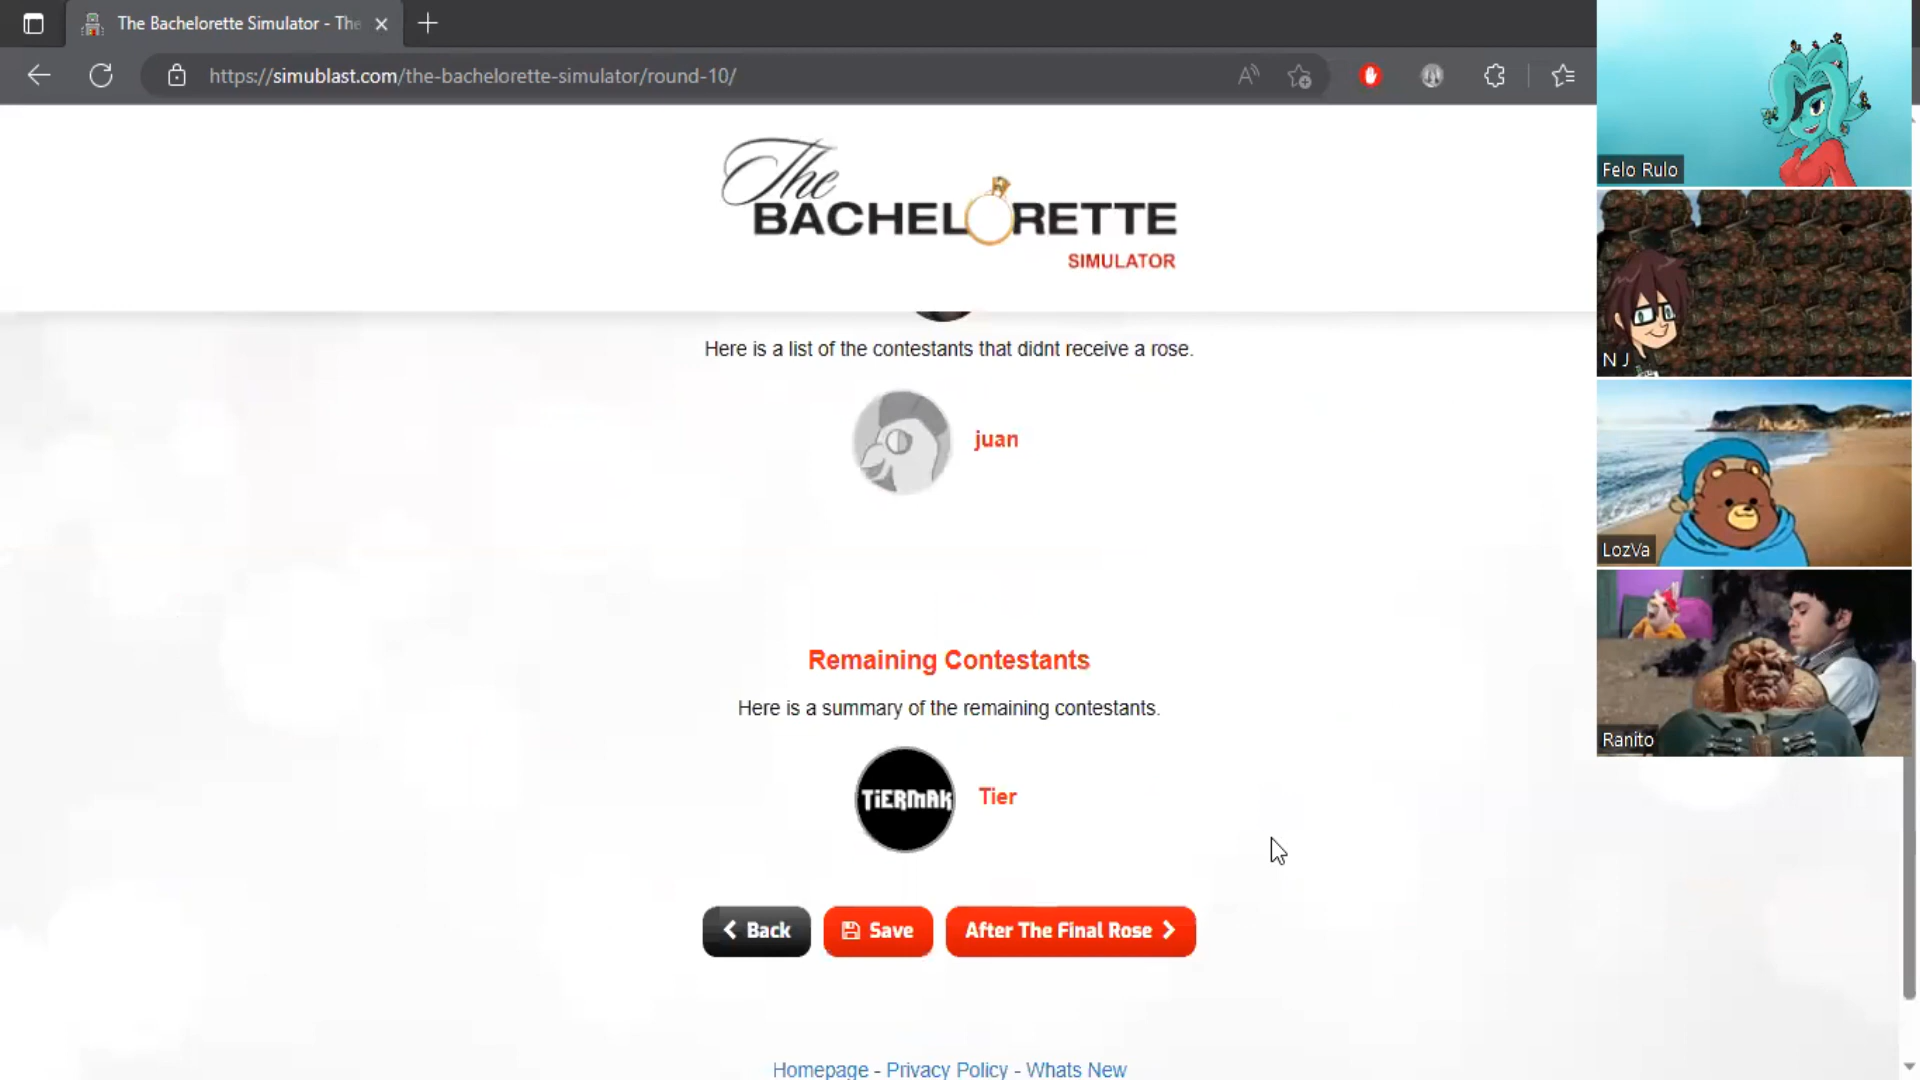 The Bachelorette Simulator - The
https://simublast.com/the-bachelorette-simulator/round-10/
The
BACHELORETTE
SIMULATOR
Here is a list of the contestants that didnt receive a rose.
juan
Remaining Contestants
Here is a summary of the remaining contestants.
TiERMAK
Tier
Back
Save
After The Final Rose
Homepage - Privacy Policy - Whats New
Felo Rulo
N J
LozVa
Ranito